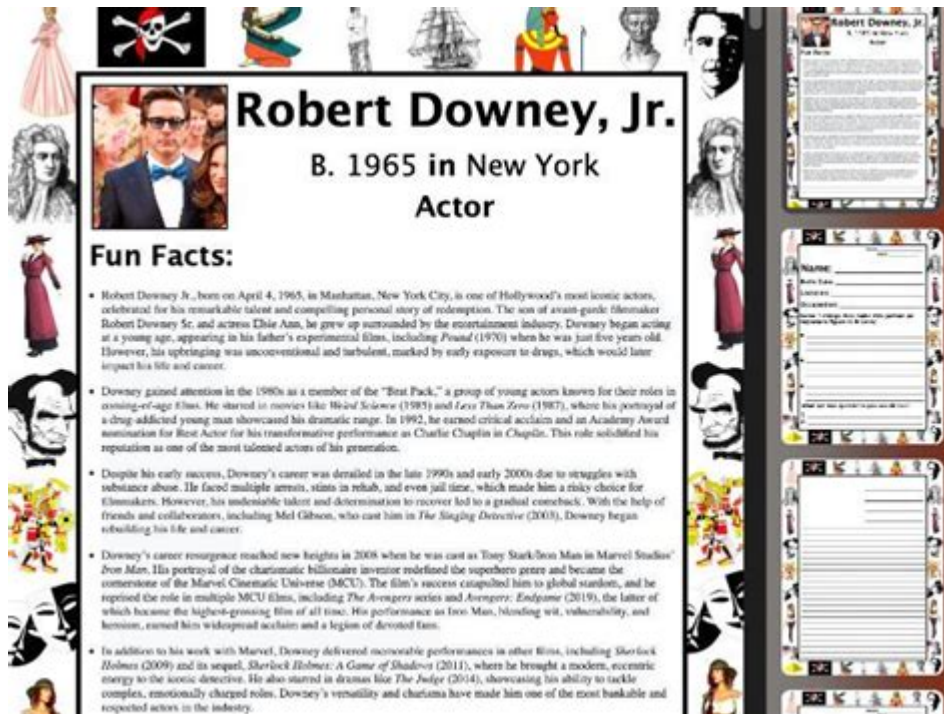 Robert Downey, Jr.
B. 1965 in New York
Actor
Fun Facts:
• Robert Downey Jr., born on April 4, 1965, in Manhattan, New York City, is one of Hollywood's most iconic actors,
celebrated for his remarkable talent and compelling personal story of redemption. The son of avant-garde filmmaker
Robert Downey Sr. and actress Elsie Ann, he grew up surrounded by the entertainment industry. Downey began acting
at a young age, appearing in his father's experimental films, including Pound (1970) when he was just five years old.
However, his upbringing was unconventional and turbulent, marked by early exposure to drugs, which would later
impact his life and career.
• Downey gained attention in the 1980s as a member of the "Brat Pack," a group of young actors known for their roles in
coming-of-age films. He starred in movies like Weird Science (1985) and Less Than Zero (1987), where his portrayal of
a drug-addicted young man showcased his dramatic range. In 1992, he earned critical acclaim and an Academy Award
nomination for Best Actor for his transformative performance as Charlie Chaplin in Chaplin. This role solidified his
reputation as one of the most talented actors of his generation.
• Despite his early success, Downey's career was derailed in the late 1990s and early 2000s due to struggles with
substance abuse. He faced multiple arrests, stints in rehab, and even jail time, which made him a risky choice for
filmmakers. However, his undeniable talent and determination to recover led to a gradual comeback. With the help of
friends and collaborators, including Mel Gibson, who cast him in The Singing Detective (2003), Downey began
rebuilding his life and career.
• Downey's career resurgence reached new heights in 2008 when he was cast as Tony Stark/Iron Man in Marvel Studios'
Iron Man. His portrayal of the charismatic billionaire inventor redefined the superhero genre and became the
cornerstone of the Marvel Cinematic Universe (MCU). The film's success catapulted him to global stardom, and he
reprised the role in multiple MCU films, including The Avengers series and Avengers: Endgame (2019), the latter of
which became the highest-grossing film of all time. His performance as Iron Man, blending wit, vulnerability, and
heroism, earned him widespread acclaim and a legion of devoted fans.
• In addition to his work with Marvel, Downey delivered memorable performances in other films, including Sherlock
Holmes (2009) and its sequel, Sherlock Holmes: A Game of Shadows (2011), where he brought a modern, eccentric
energy to the iconic detective. He also starred in dramas like The Judge (2014), showcasing his ability to tackle
complex, emotionally charged roles. Downey's versatility and charisma have made him one of the most bankable and
respected actors in the industry.
Robert Downey, Jr.
B. 1965 in New York
Actor
Fun Facts:
Name: